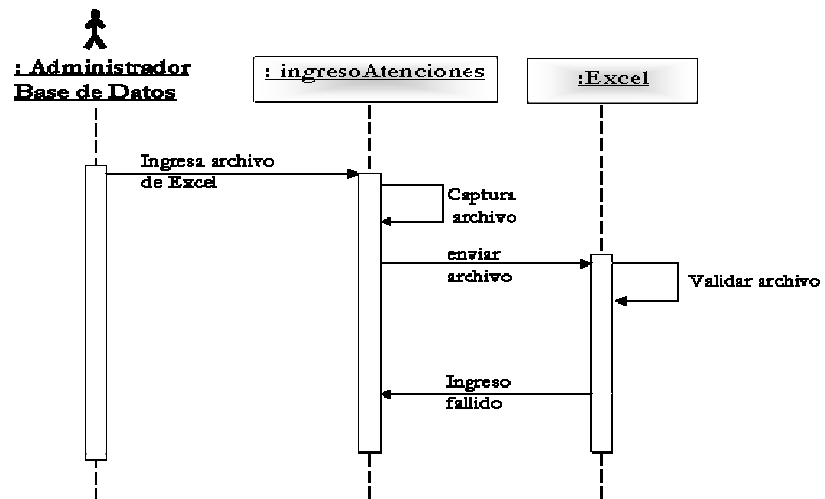 : Administrador
Base de Datos
: ingresoAtenciones
:Excel
Ingresa archivo
de Excel
Captura
archivo
enviar
archivo
Validar archivo
Ingreso
fallido